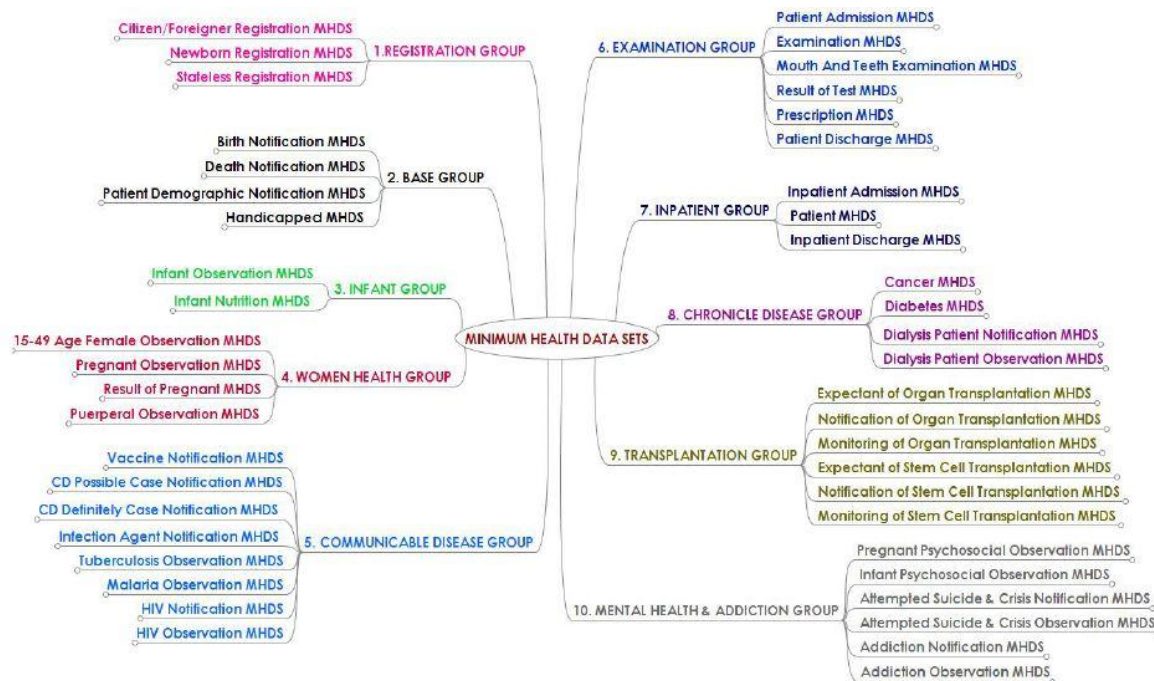 MINIMUM HEALTH DATA SETS
1.REGISTRATION GROUP
Citizen/Foreigner Registration MHDS
Newborn Registration MHDS
Stateless Registration MHDS
2. BASE GROUP
Birth Notification MHDS
Death Notification MHDS
Patient Demographic Notification MHDS
Handicapped MHDS
3. INFANT GROUP
Infant Observation MHDS
Infant Nutrition MHDS
4. WOMEN HEALTH GROUP
15-49 Age Female Observation MHDS
Pregnant Observation MHDS
Result of Pregnant MHDS
Puerperal Observation MHDS
5. COMMUNICABLE DISEASE GROUP
Vaccine Notification MHDS
CD Possible Case Notification MHDS
CD Definitely Case Notification MHDS
Infection Agent Notification MHDS
Tuberculosis Observation MHDS
Malaria Observation MHDS
HIV Notification MHDS
HIV Observation MHDS
6. EXAMINATION GROUP
Patient Admission MHDS
Examination MHDS
Mouth And Teeth Examination MHDS
Result of Test MHDS
Prescription MHDS
Patient Discharge MHDS
7. INPATIENT GROUP
Inpatient Admission MHDS
Patient MHDS
Inpatient Discharge MHDS
8. CHRONICLE DISEASE GROUP
Cancer MHDS
Diabetes MHDS
Dialysis Patient Notification MHDS
Dialysis Patient Observation MHDS
9. TRANSPLANTATION GROUP
Expectant of Organ Transplantation MHDS
Notification of Organ Transplantation MHDS
Monitoring of Organ Transplantation MHDS
Expectant of Stem Cell Transplantation MHDS
Notification of Stem Cell Transplantation MHDS
Monitoring of Stem Cell Transplantation MHDS
10. MENTAL HEALTH & ADDICTION GROUP
Pregnant Psychosocial Observation MHDS
Infant Psychosocial Observation MHDS
Attempted Suicide & Crisis Notification MHDS
Attempted Suicide & Crisis Observation MHDS
Addiction Notification MHDS
Addiction Observation MHDS